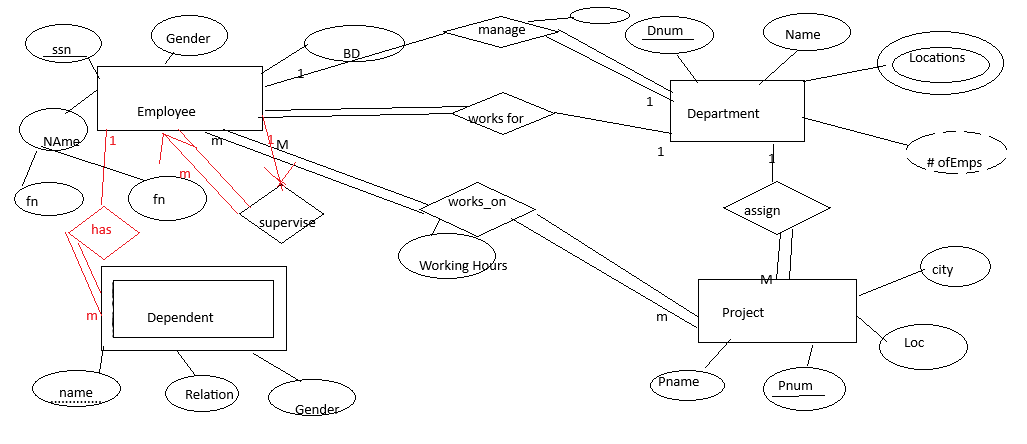 ssn
Gender
BD
manage
Dnum
Name
Locations
1
1
Employee
works for
Department
NAme
1
m
1
M
1
1
# ofEmps
m
fn
fn
has
supervise
works_on
assign
Working Hours
city
M
m
Dependent
m
Project
Loc
name
Relation
Gender
Pname
Pnum